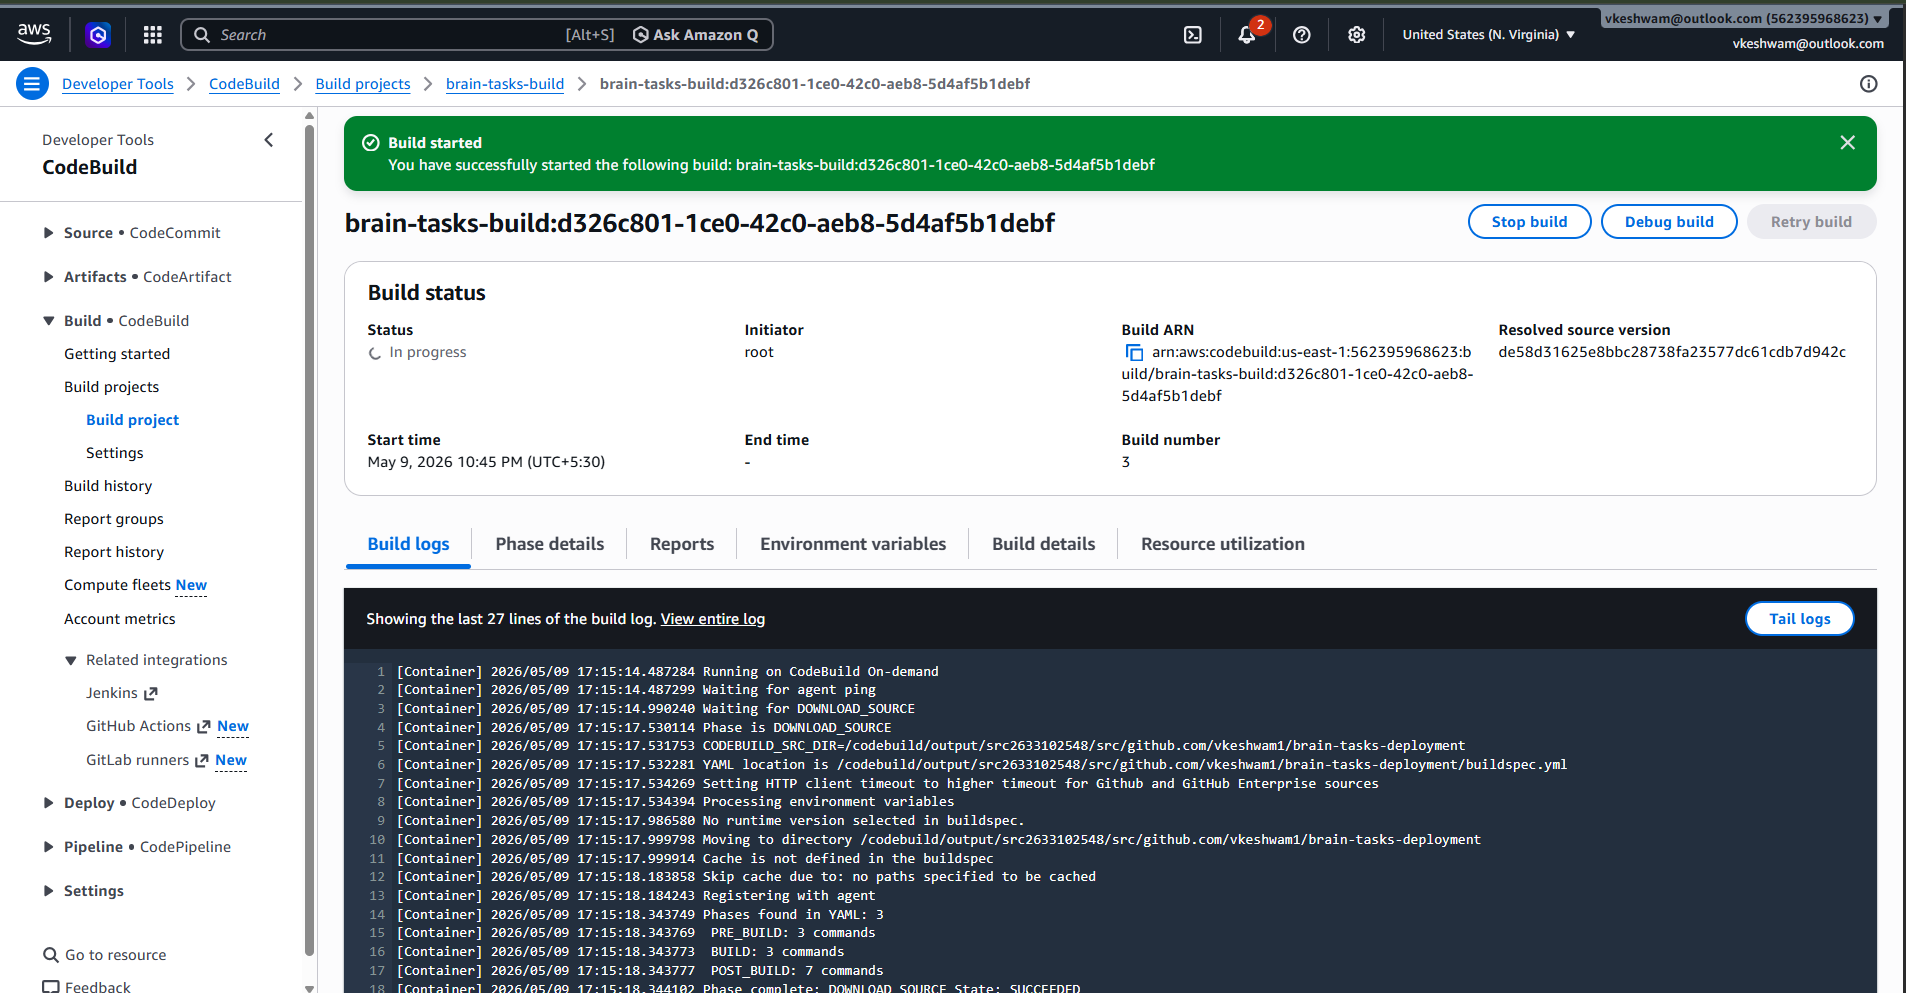 aws
Search
[Alt+S]
Ask Amazon Q
2
United States (N. Virginia) ▼
vkeshwam@outlook.com (562395968623) ▼
vkeshwam@outlook.com
Developer Tools
CodeBuild
Build projects
brain-tasks-build
brain-tasks-build:d326c801-1ce0-42c0-aeb8-5d4af5b1debf
Developer Tools
CodeBuild
Source • CodeCommit
Artifacts • CodeArtifact
Build • CodeBuild
Getting started
Build projects
Build project
Settings
Build history
Report groups
Report history
Compute fleets New
Account metrics
Related integrations
Jenkins
GitHub Actions New
GitLab runners New
Deploy • CodeDeploy
Pipeline • CodePipeline
Settings
Go to resource
Feedback
Build started
You have successfully started the following build: brain-tasks-build:d326c801-1ce0-42c0-aeb8-5d4af5b1debf
brain-tasks-build:d326c801-1ce0-42c0-aeb8-5d4af5b1debf
Stop build
Debug build
Retry build
Build status
Status
In progress
Initiator
root
Build ARN
arn:aws:codebuild:us-east-1:562395968623:b
uild/brain-tasks-build:d326c801-1ce0-42c0-aeb8-
5d4af5b1debf
Resolved source version
de58d31625e8bbc28738fa23577dc61cdb7d942c
Start time
May 9, 2026 10:45 PM (UTC+5:30)
End time
-
Build number
3
Build logs
Phase details
Reports
Environment variables
Build details
Resource utilization
Showing the last 27 lines of the build log. View entire log
Tail logs
1 [Container] 2026/05/09 17:15:14.487284 Running on CodeBuild On-demand
2 [Container] 2026/05/09 17:15:14.487299 Waiting for agent ping
3 [Container] 2026/05/09 17:15:14.990240 Waiting for DOWNLOAD_SOURCE
4 [Container] 2026/05/09 17:15:17.530114 Phase is DOWNLOAD_SOURCE
5 [Container] 2026/05/09 17:15:17.531753 CODEBUILD_SRC_DIR=/codebuild/output/src2633102548/src/github.com/vkeshwam1/brain-tasks-deployment
6 [Container] 2026/05/09 17:15:17.532281 YAML location is /codebuild/output/src2633102548/src/github.com/vkeshwam1/brain-tasks-deployment/buildspec.yml
7 [Container] 2026/05/09 17:15:17.534269 Setting HTTP client timeout to higher timeout for Github and GitHub Enterprise sources
8 [Container] 2026/05/09 17:15:17.534394 Processing environment variables
9 [Container] 2026/05/09 17:15:17.986580 No runtime version selected in buildspec.
10 [Container] 2026/05/09 17:15:17.999798 Moving to directory /codebuild/output/src2633102548/src/github.com/vkeshwam1/brain-tasks-deployment
11 [Container] 2026/05/09 17:15:17.999914 Cache is not defined in the buildspec
12 [Container] 2026/05/09 17:15:18.183858 Skip cache due to: no paths specified to be cached
13 [Container] 2026/05/09 17:15:18.184243 Registering with agent
14 [Container] 2026/05/09 17:15:18.343749 Phases found in YAML: 3
15 [Container] 2026/05/09 17:15:18.343769 PRE_BUILD: 3 commands
16 [Container] 2026/05/09 17:15:18.343773 BUILD: 3 commands
17 [Container] 2026/05/09 17:15:18.343777 POST_BUILD: 7 commands
18 [Container] 2026/05/09 17:15:18.344102 Phase complete: DOWNLOAD_SOURCE State: SUCCEEDED